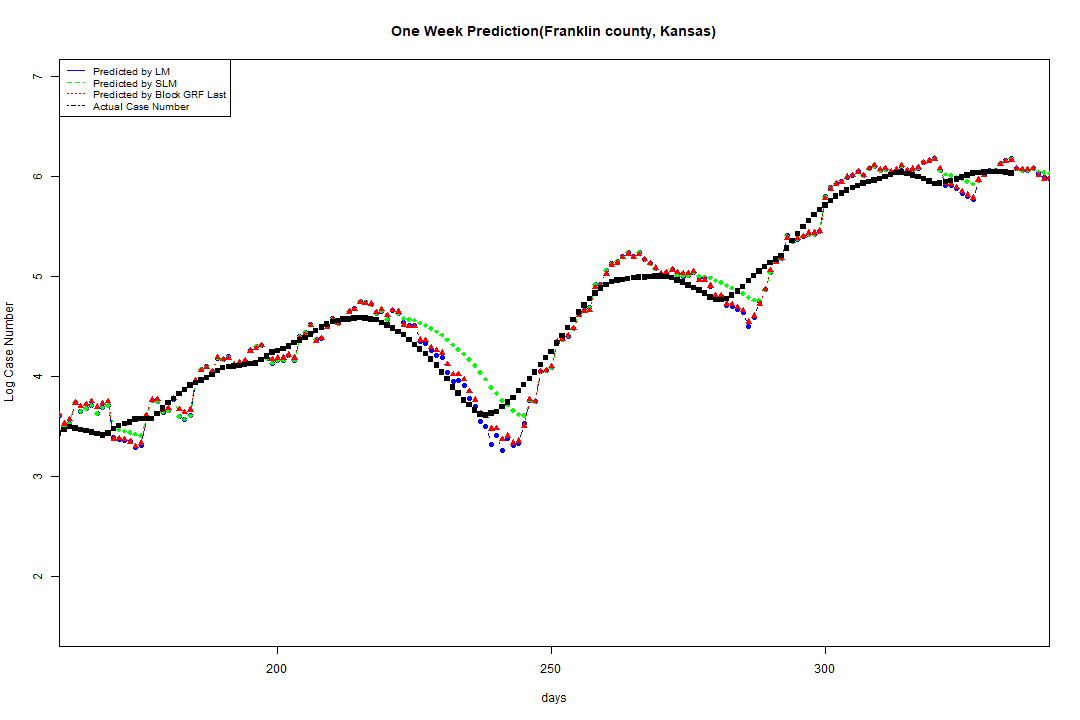 One Week Prediction(Franklin county, Kansas)
Predicted by LM
Predicted by SLM
Predicted by Block GRF Last
Actual Case Number
7
6
5
4
3
2
Log Case Number
200
250
300
days